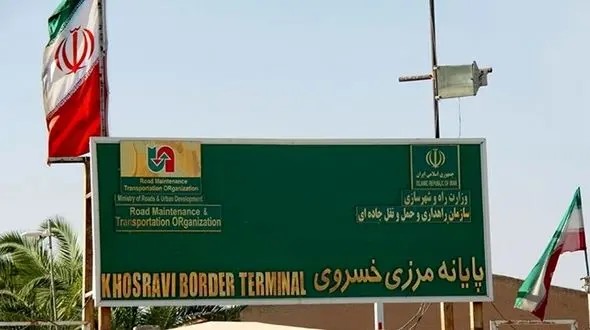 Road Maintenance
Transportation ORganization
Ministry of Roads & Urban Development
Road Maintenance &
Transportation ORganization
جمهوری اسلامی ایران
ISLAMIC REPUBLIC OF IRAN
وزارت راه و شهرسازی
سازمان راهداری و حمل و نقل جاده ای
KHOSRAVI BORDER TERMINAL پایانه مرزی خسروی